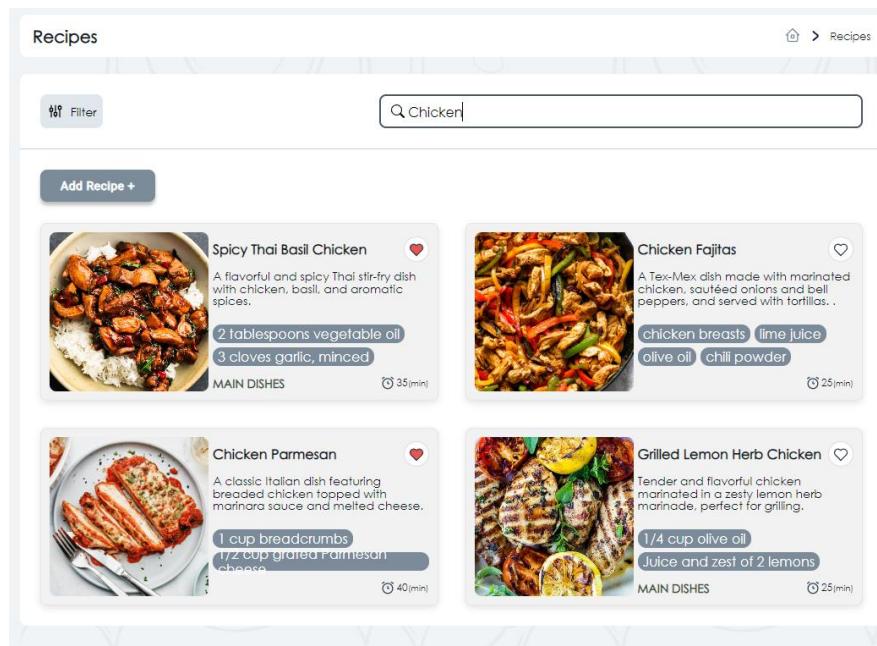 Recipes
Recipes
Filter
Chicken
Add Recipe +
Spicy Thai Basil Chicken
A flavorful and spicy Thai stir-fry dish
with chicken, basil, and aromatic
spices.
2 tablespoons vegetable oil
3 cloves garlic, minced
MAIN DISHES
35(min)
Chicken Fajitas
A Tex-Mex dish made with marinated
chicken, sautéed onions and bell
peppers, and served with tortillas. .
chicken breasts
lime juice
olive oil
chili powder
25(min)
Chicken Parmesan
A classic Italian dish featuring
breaded chicken topped with
marinara sauce and melted cheese.
1 cup breadcrumbs
1/2 cup grated Parmesan
cheese
40(min)
Grilled Lemon Herb Chicken
Tender and flavorful chicken
marinated in a zesty lemon herb
marinade, perfect for grilling.
1/4 cup olive oil
Juice and zest of 2 lemons
MAIN DISHES
25(min)